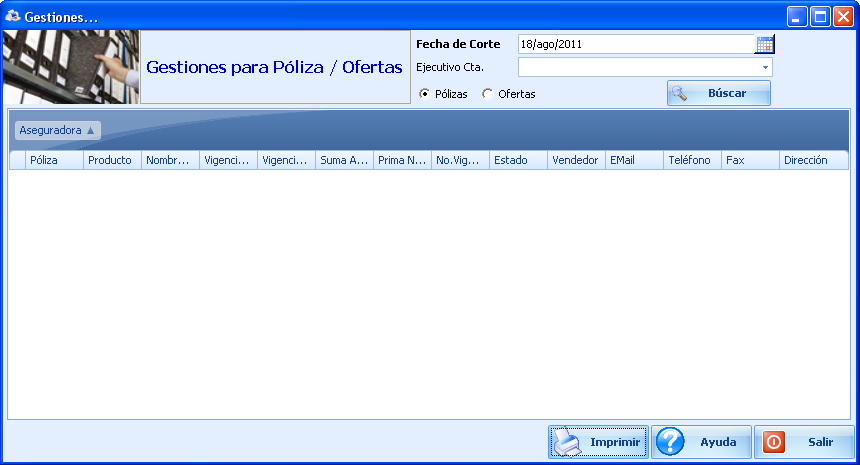 Gestiones...
Gestiones para Póliza / Ofertas
Fecha de Corte 18/ago/2011
Ejecutivo Cta.
Pólizas Ofertas Búscar
Aseguradora
Póliza Producto Nombr... Vigenci... Vigenci... Suma A... Prima N... No.Vig... Estado Vendedor EMail Teléfono Fax Dirección
Imprimir Ayuda Salir